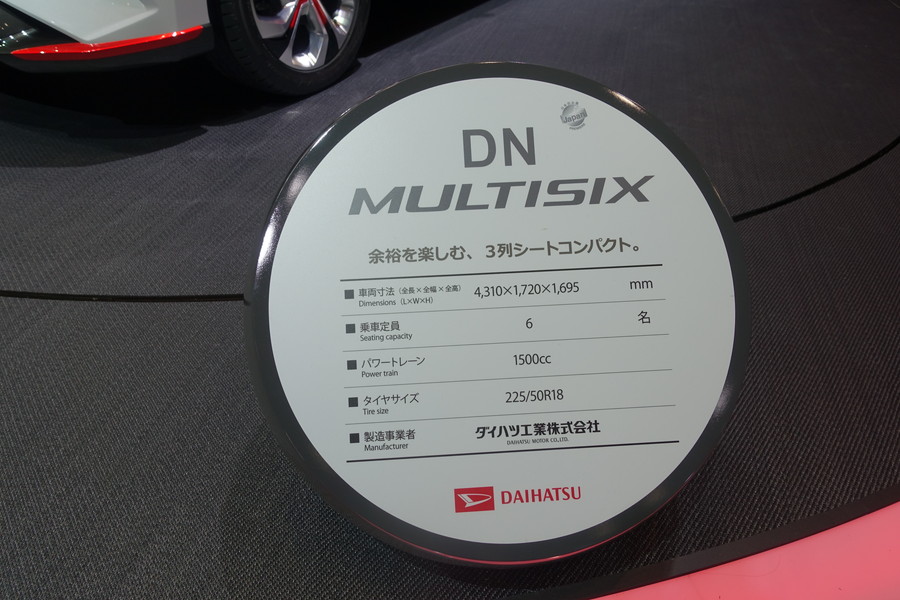 Japan
DN
MULTISIX
余裕を楽しむ、3列シートコンパクト。
■ 車両寸法（全長×全幅×全高） 4,310×1,720×1,695 mm
Dimensions（L×W×H）
■ 乗車定員 6 名
Seating capacity
■ パワートレーン 1500cc
Power train
■ タイヤサイズ 225/50R18
Tire size
■ 製造事業者 ダイハツ工業株式会社
Manufacturer DAIHATSU MOTOR CO.,LTD.
DAIHATSU